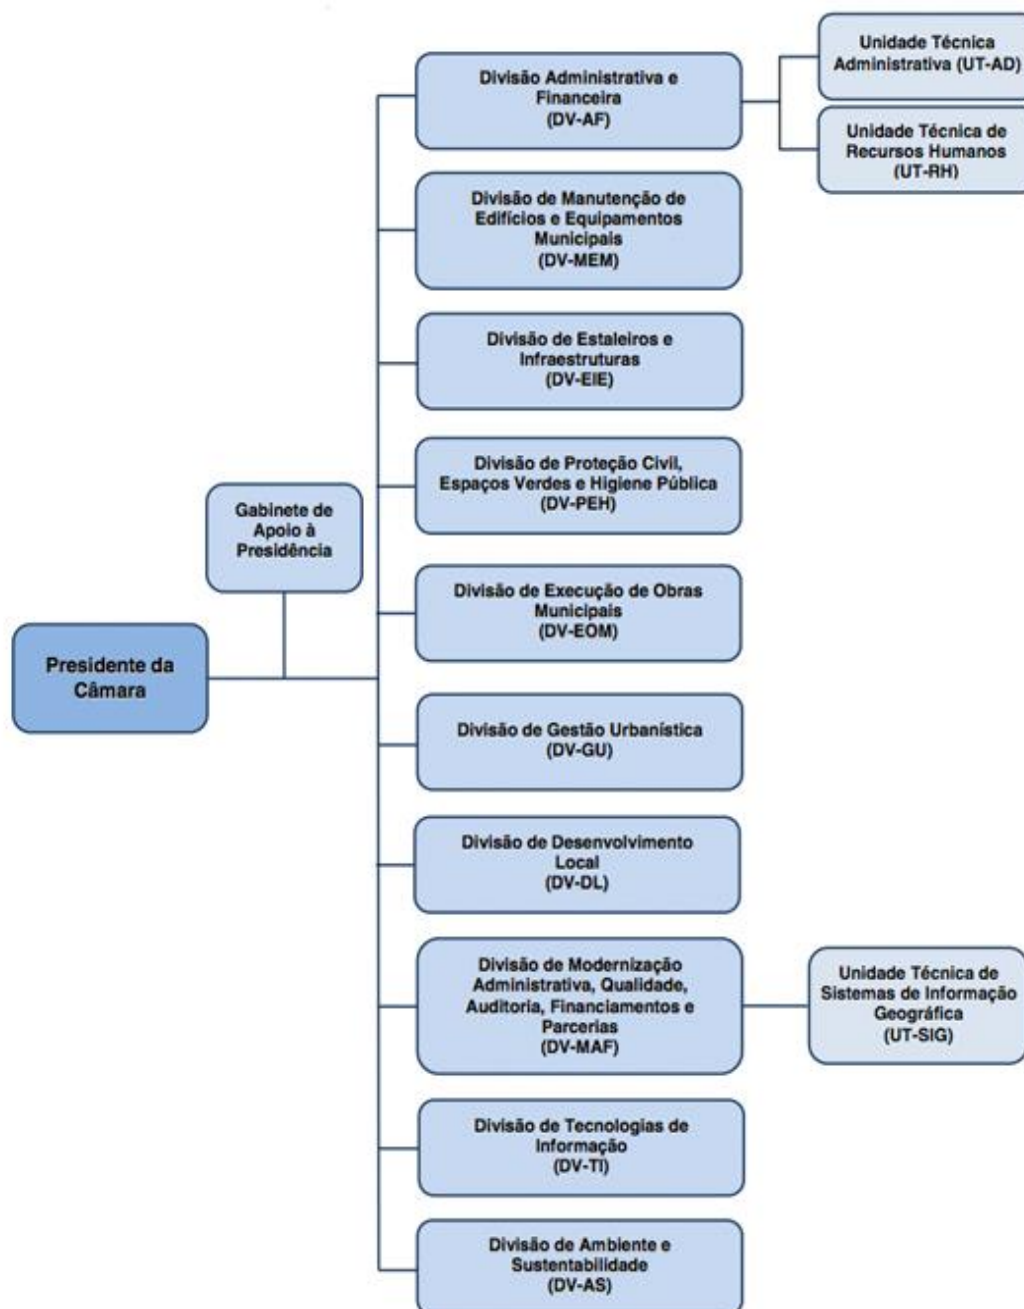 Presidente da
Câmara
Gabinete de
Apoio à
Presidência
Divisão Administrativa e
Financeira
(DV-AF)
Unidade Técnica
Administrativa (UT-AD)
Unidade Técnica de
Recursos Humanos
(UT-RH)
Divisão de Manutenção de
Edifícios e Equipamentos
Municipais
(DV-MEM)
Divisão de Estaleiros e
Infraestruturas
(DV-EIE)
Divisão de Proteção Civil,
Espaços Verdes e Higiene Pública
(DV-PEH)
Divisão de Execução de Obras
Municipais
(DV-EOM)
Divisão de Gestão Urbanística
(DV-GU)
Divisão de Desenvolvimento
Local
(DV-DL)
Divisão de Modernização
Administrativa, Qualidade,
Auditoria, Financiamentos e
Parcerias
(DV-MAF)
Unidade Técnica de
Sistemas de Informação
Geográfica
(UT-SIG)
Divisão de Tecnologias de
Informação
(DV-TI)
Divisão de Ambiente e
Sustentabilidade
(DV-AS)